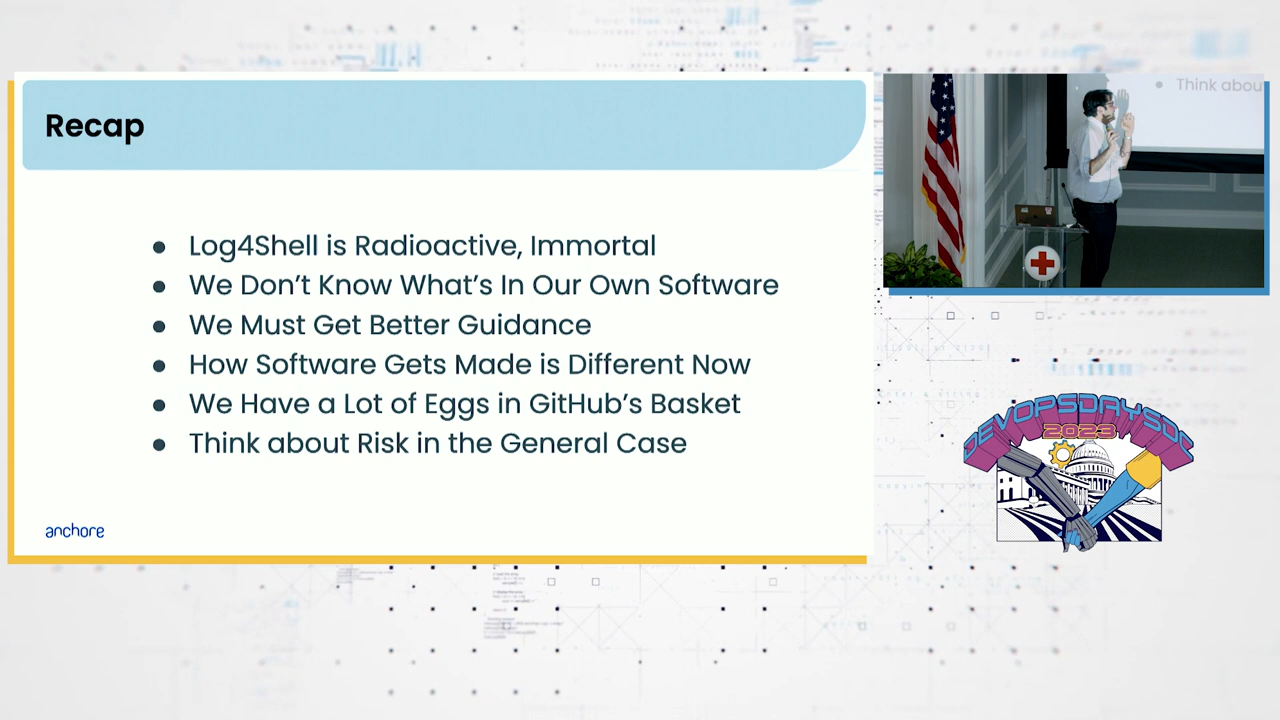 Recap
● Log4Shell is Radioactive, Immortal
● We Don't Know What's In Our Own Software
● We Must Get Better Guidance
● How Software Gets Made is Different Now
● We Have a Lot of Eggs in GitHub's Basket
● Think about Risk in the General Case
anchore
● Think abou
DEVOPSDAYSDC
2023